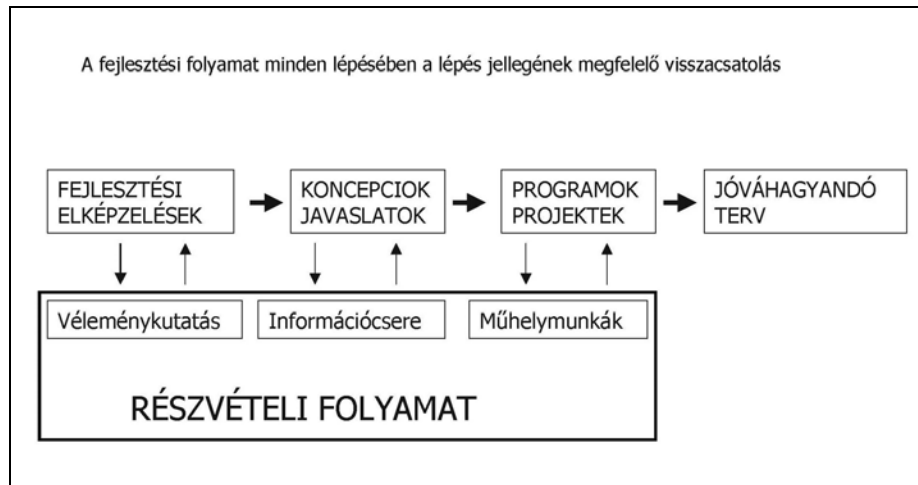 A fejlesztési folyamat minden lépésében a lépés jellegének megfelelő visszacsatolás
FEJLESZTÉSI
ELKÉPZELÉSEK
KONCEPCIOK
JAVASLATOK
PROGRAMOK
PROJEKTEK
JÓVÁHAGYANDÓ
TERV
Véleménykutatás
Információcsere
Műhelymunkák
RÉSZVÉTELI FOLYAMAT